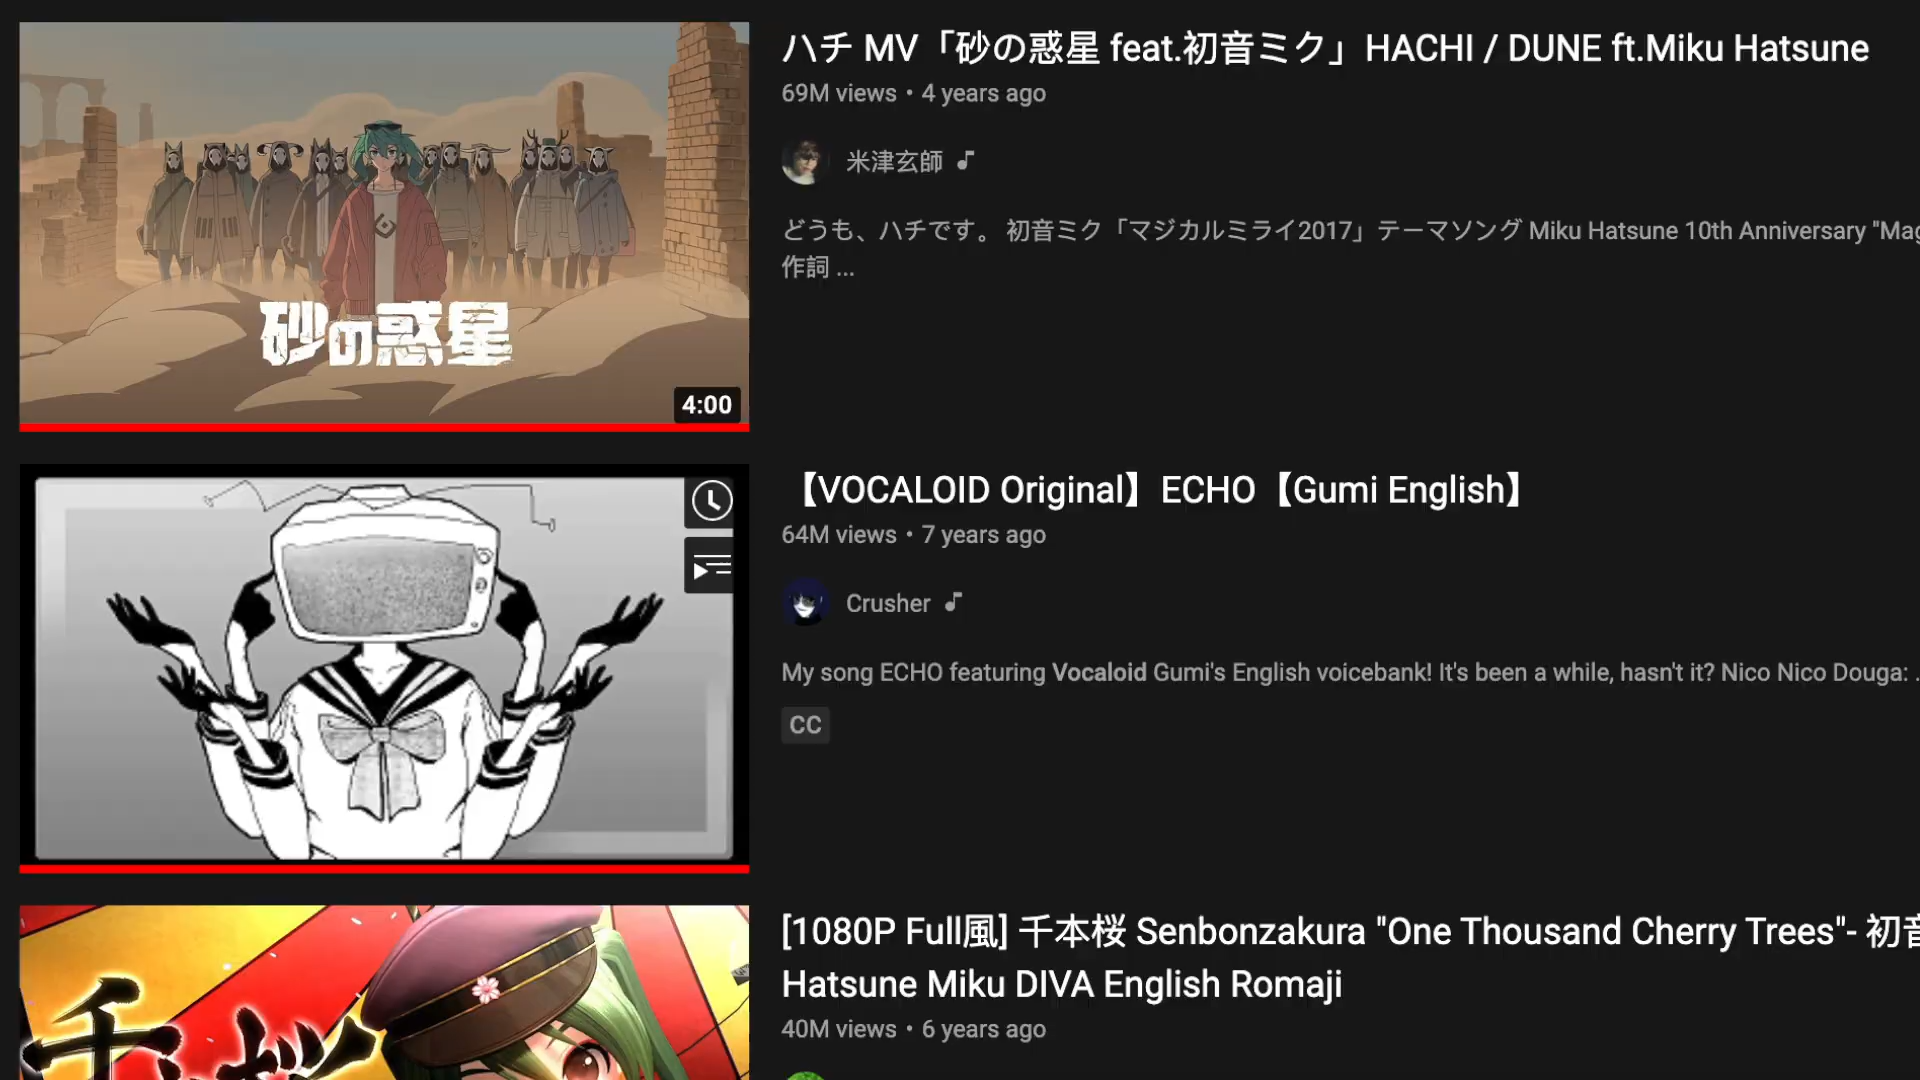 ハチ MV「砂の惑星 feat.初音ミク」HACHI / DUNE ft.Miku Hatsune
69M views • 4 years ago
米津玄師
どうも、ハチです。 初音ミク「マジカルミライ2017」テーマソング Miku Hatsune 10th Anniversary "Mag
作詞 ...
砂の惑星
4:00
【VOCALOID Original】ECHO【Gumi English】
64M views • 7 years ago
Crusher
My song ECHO featuring Vocaloid Gumi's English voicebank! It's been a while, hasn't it? Nico Nico Douga: .
CC
[1080P Full風] 千本桜 Senbonzakura "One Thousand Cherry Trees"- 初音
Hatsune Miku DIVA English Romaji
40M views • 6 years ago
千本桜